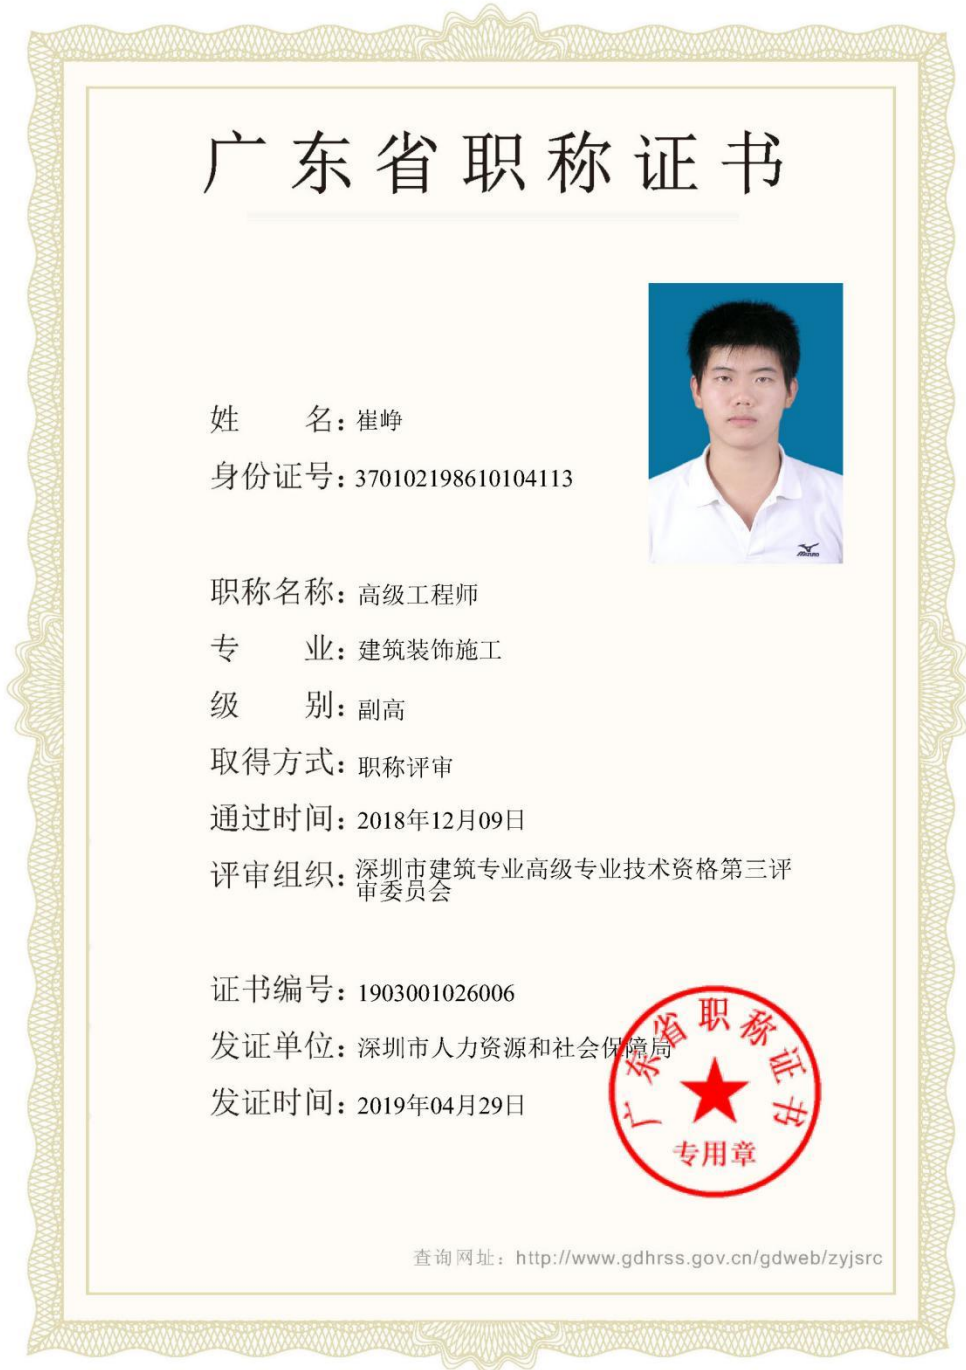 广东省职称证书
姓 名：崔峥
身份证号：370102198610104113
MIZUNO
职称名称：高级工程师
专 业：建筑装饰施工
级 别：副高
取得方式：职称评审
通过时间：2018年12月09日
评审组织：深圳市建筑专业高级专业技术资格第三评
审委员会
证书编号：1903001026006
发证单位：深圳市人力资源和社会保障局
发证时间：2019年04月29日
广东省职称证书
专用章
查询网址：http://www.gdhrss.gov.cn/gdweb/zyjsrc